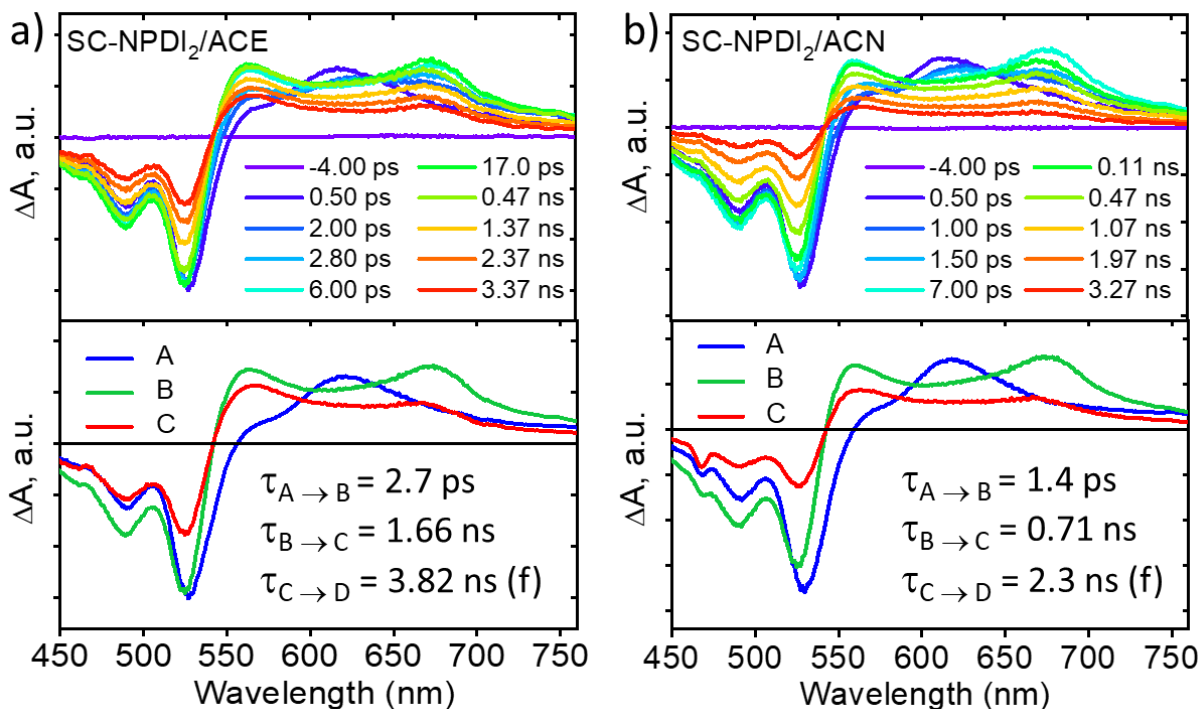 a) SC-NPDI₂/ACE
ΔA, a.u.
-4.00 ps 17.0 ps
0.50 ps 0.47 ns
2.00 ps 1.37 ns
2.80 ps 2.37 ns
6.00 ps 3.37 ns
A
B
C
ΔA, a.u.
τA → B = 2.7 ps
τB → C = 1.66 ns
τC → D = 3.82 ns (f)
450 500 550 600 650 700 750
Wavelength (nm)
b) SC-NPDI₂/ACN
ΔA, a.u.
-4.00 ps 0.11 ns
0.50 ps 0.47 ns
1.00 ps 1.07 ns
1.50 ps 1.97 ns
7.00 ps 3.27 ns
A
B
C
ΔA, a.u.
τA → B = 1.4 ps
τB → C = 0.71 ns
τC → D = 2.3 ns (f)
450 500 550 600 650 700 750
Wavelength (nm)